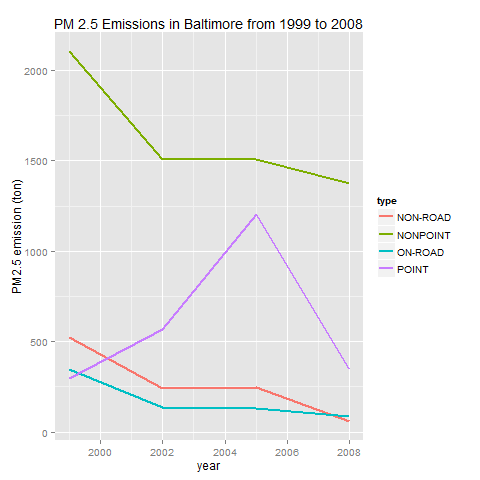 PM 2.5 Emissions in Baltimore from 1999 to 2008
PM2.5 emission (ton)
2000
1500
1000
500
0
2000 2002 2004 2006 2008
year
type
NON-ROAD
NONPOINT
ON-ROAD
POINT